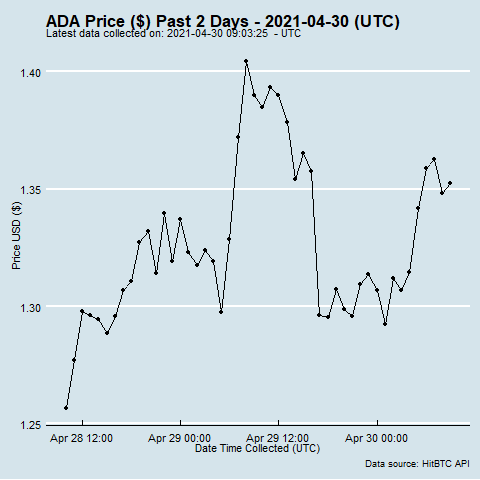 ADA Price ($) Past 2 Days - 2021-04-30 (UTC)
Latest data collected on: 2021-04-30 09:03:25  - UTC
1.40
1.35
1.30
1.25
Price USD ($)
Apr 28 12:00 Apr 29 00:00 Apr 29 12:00 Apr 30 00:00
Date Time Collected (UTC)
Data source: HitBTC API